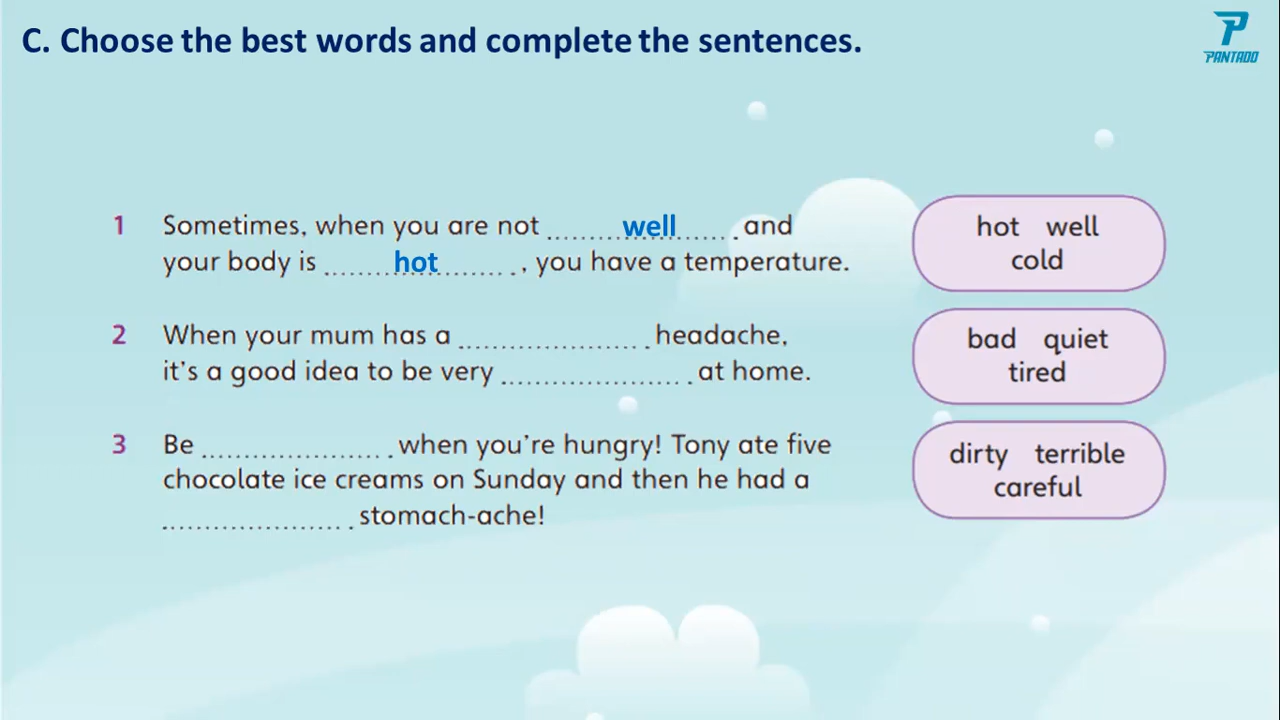 C. Choose the best words and complete the sentences.
PANTADO
1 Sometimes, when you are not well and
your body is hot, you have a temperature.
hot well
cold
2 When your mum has a .................... headache,
it's a good idea to be very .................... at home.
bad quiet
tired
3 Be .................... when you're hungry! Tony ate five
chocolate ice creams on Sunday and then he had a
.................... stomach-ache!
dirty terrible
careful